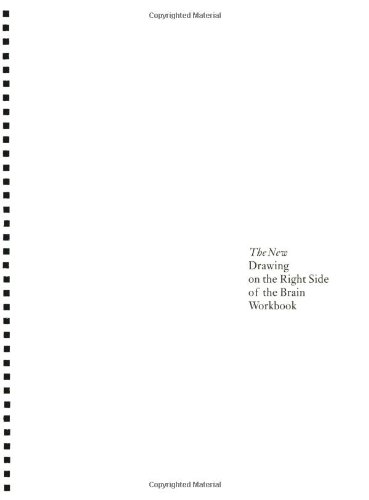 Copyrighted Material
The New
Drawing
on the Right Side
of the Brain
Workbook
Copyrighted Material